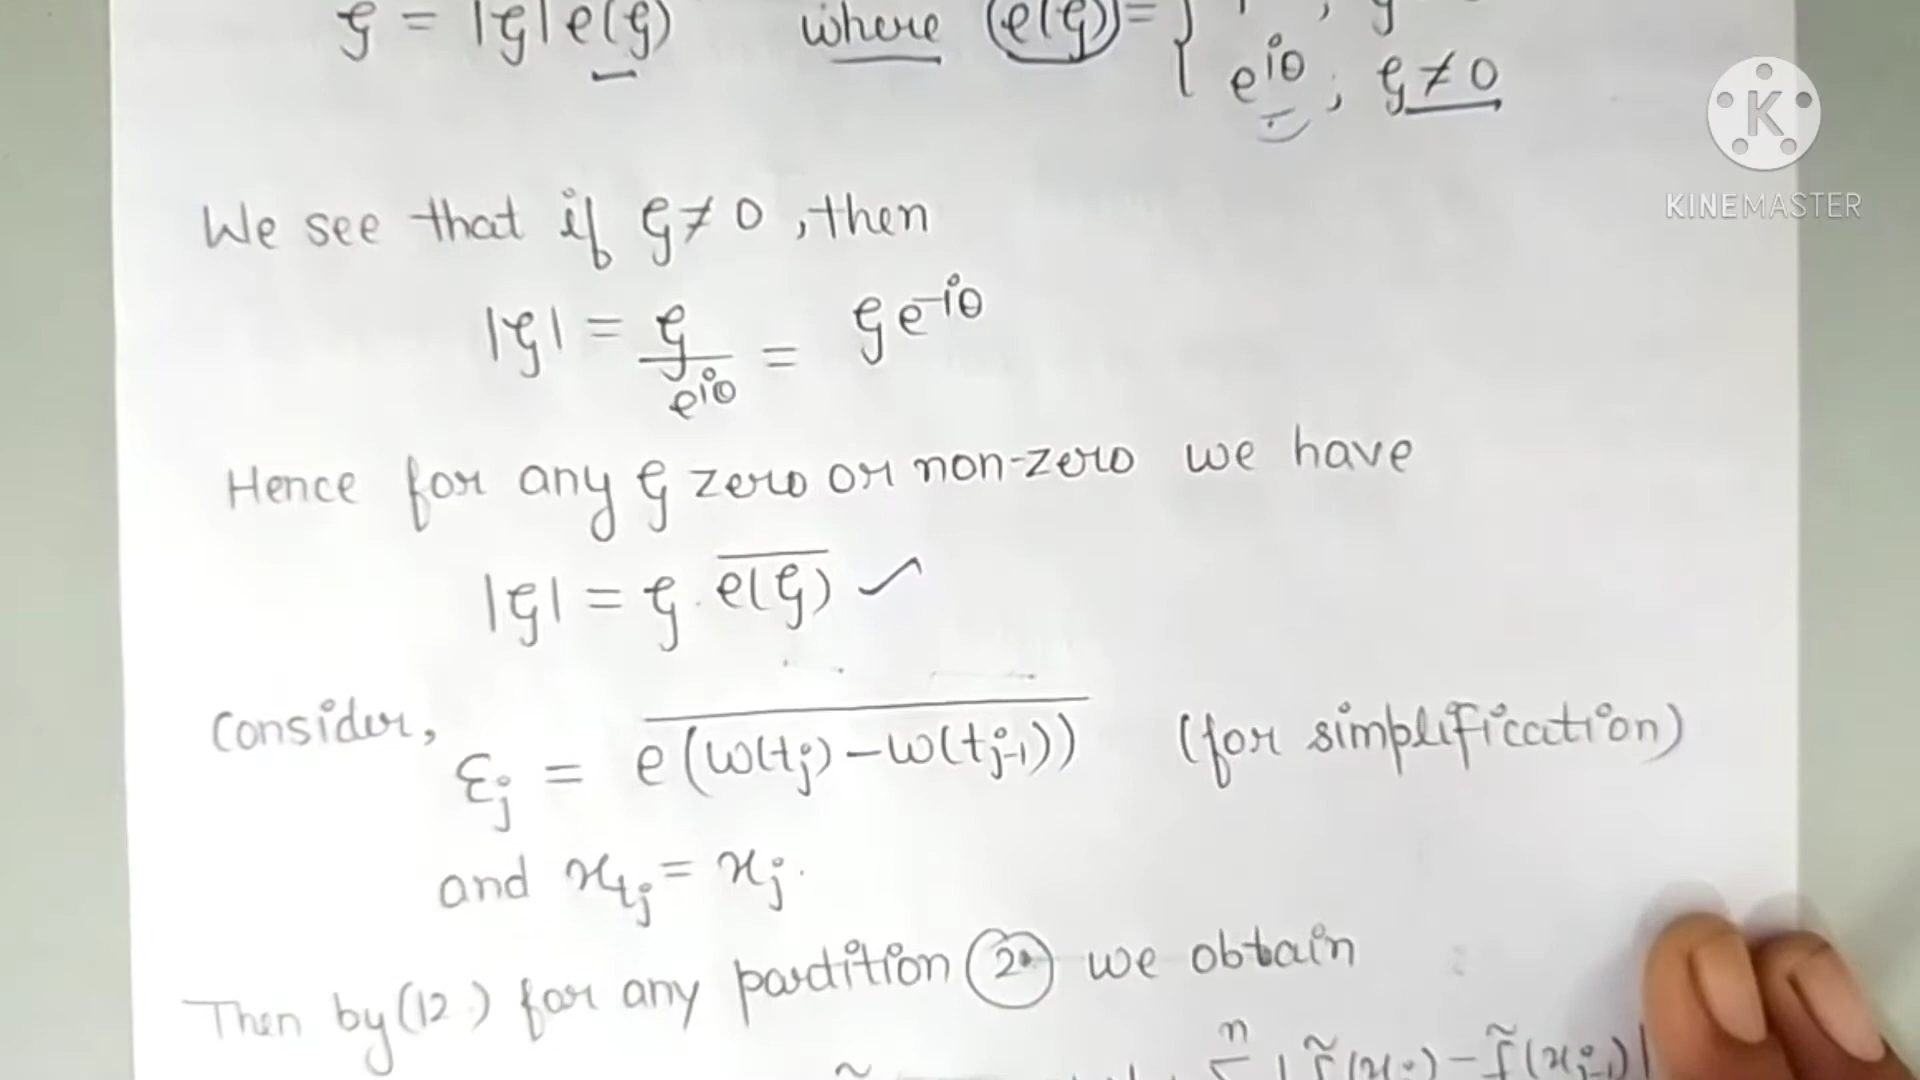 ζ = |ζ| e(ζ) where e(ζ) = {
e^{iθ} ; ζ ≠ 0
K
KINEMASTER
We see that if ζ ≠ 0 , then
|ζ| = ζ / e^{iθ} = ζ e^{-iθ}
Hence for any ζ zero or non-zero we have
|ζ| = ζ . \overline{e(ζ)} ✓
Consider,
ε_j = \overline{e(w(t_j) - w(t_{j-1}))} (for simplification)
and x_{t_j} = x_j.
Then by (12.) for any partition (2) we obtain